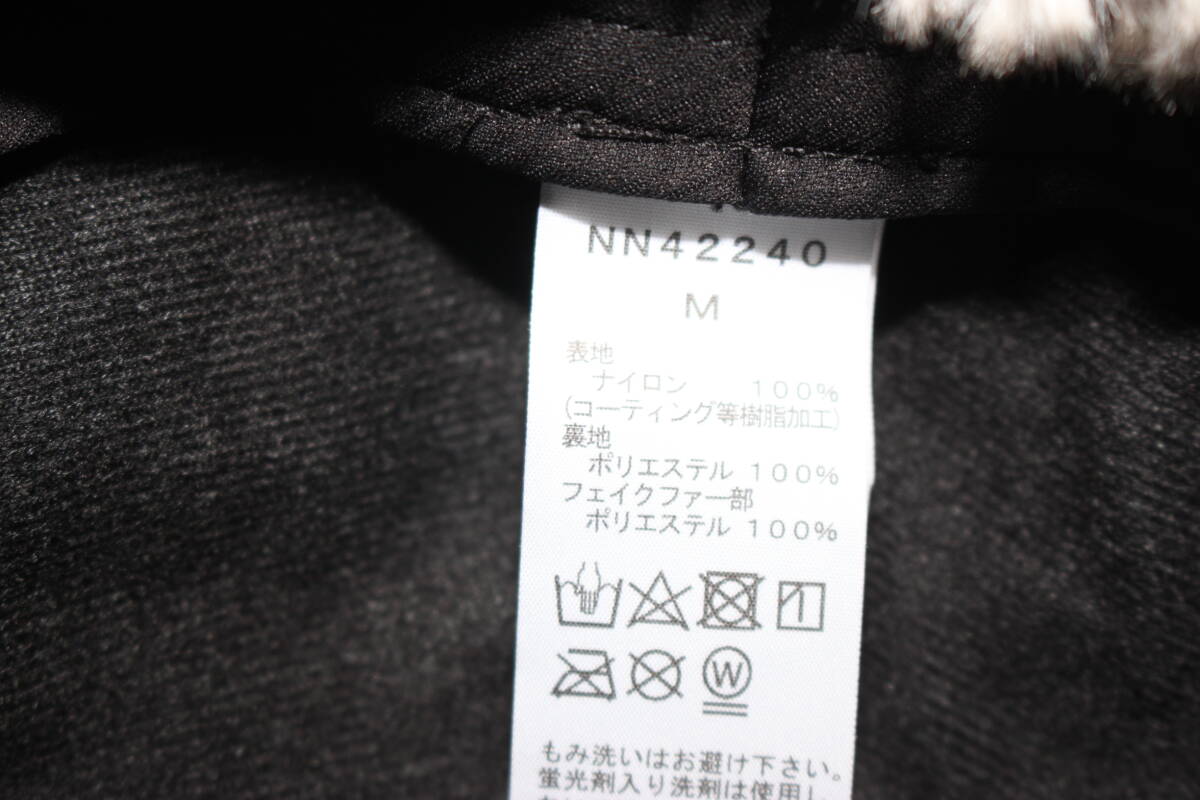 NN42240
M
表地
ナイロン 100%
(コーティング等樹脂加工)
裏地
ポリエステル 100%
フェイクファー部
ポリエステル 100%
W
もみ洗いはお避け下さい。
蛍光剤入り洗剤は使用し